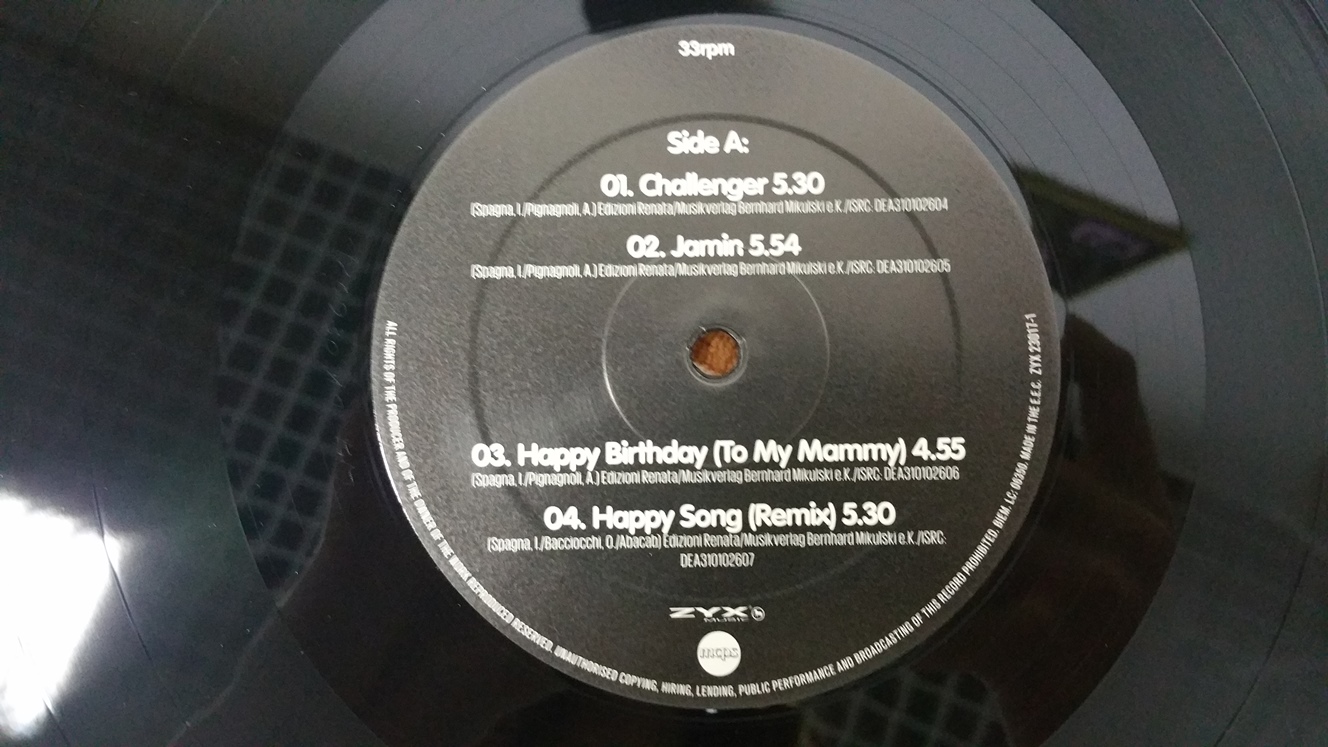 33rpm
Side A:
01. Challenger 5.30
(Spagna, I./Pignagnoli, A.) Edizioni Renata/Musikverlag Bernhard Mikulski e.K./ISRC: DEA310102604
02. Jamin 5.54
(Spagna, I./Pignagnoli, A.) Edizioni Renata/Musikverlag Bernhard Mikulski e.K./ISRC: DEA310102605
03. Happy Birthday (To My Mammy) 4.55
(Spagna, I./Pignagnoli, A.) Edizioni Renata/Musikverlag Bernhard Mikulski e.K./ISRC: DEA310102606
04. Happy Song (Remix) 5.30
(Spagna, I./Bacciocchi, O./Abacab) Edizioni Renata/Musikverlag Bernhard Mikulski e.K./ISRC:
DEA310102607
ZYX
MUSIC
mcps
ALL RIGHTS OF THE PRODUCER AND OF THE OWNER OF THE WORK REPRODUCED RESERVED. UNAUTHORISED COPYING, HIRING, LENDING, PUBLIC PERFORMANCE AND BROADCASTING OF THIS RECORD PROHIBITED. BIEM. LC: 06350. MADE IN THE E.E.C. ZYX 23017-1